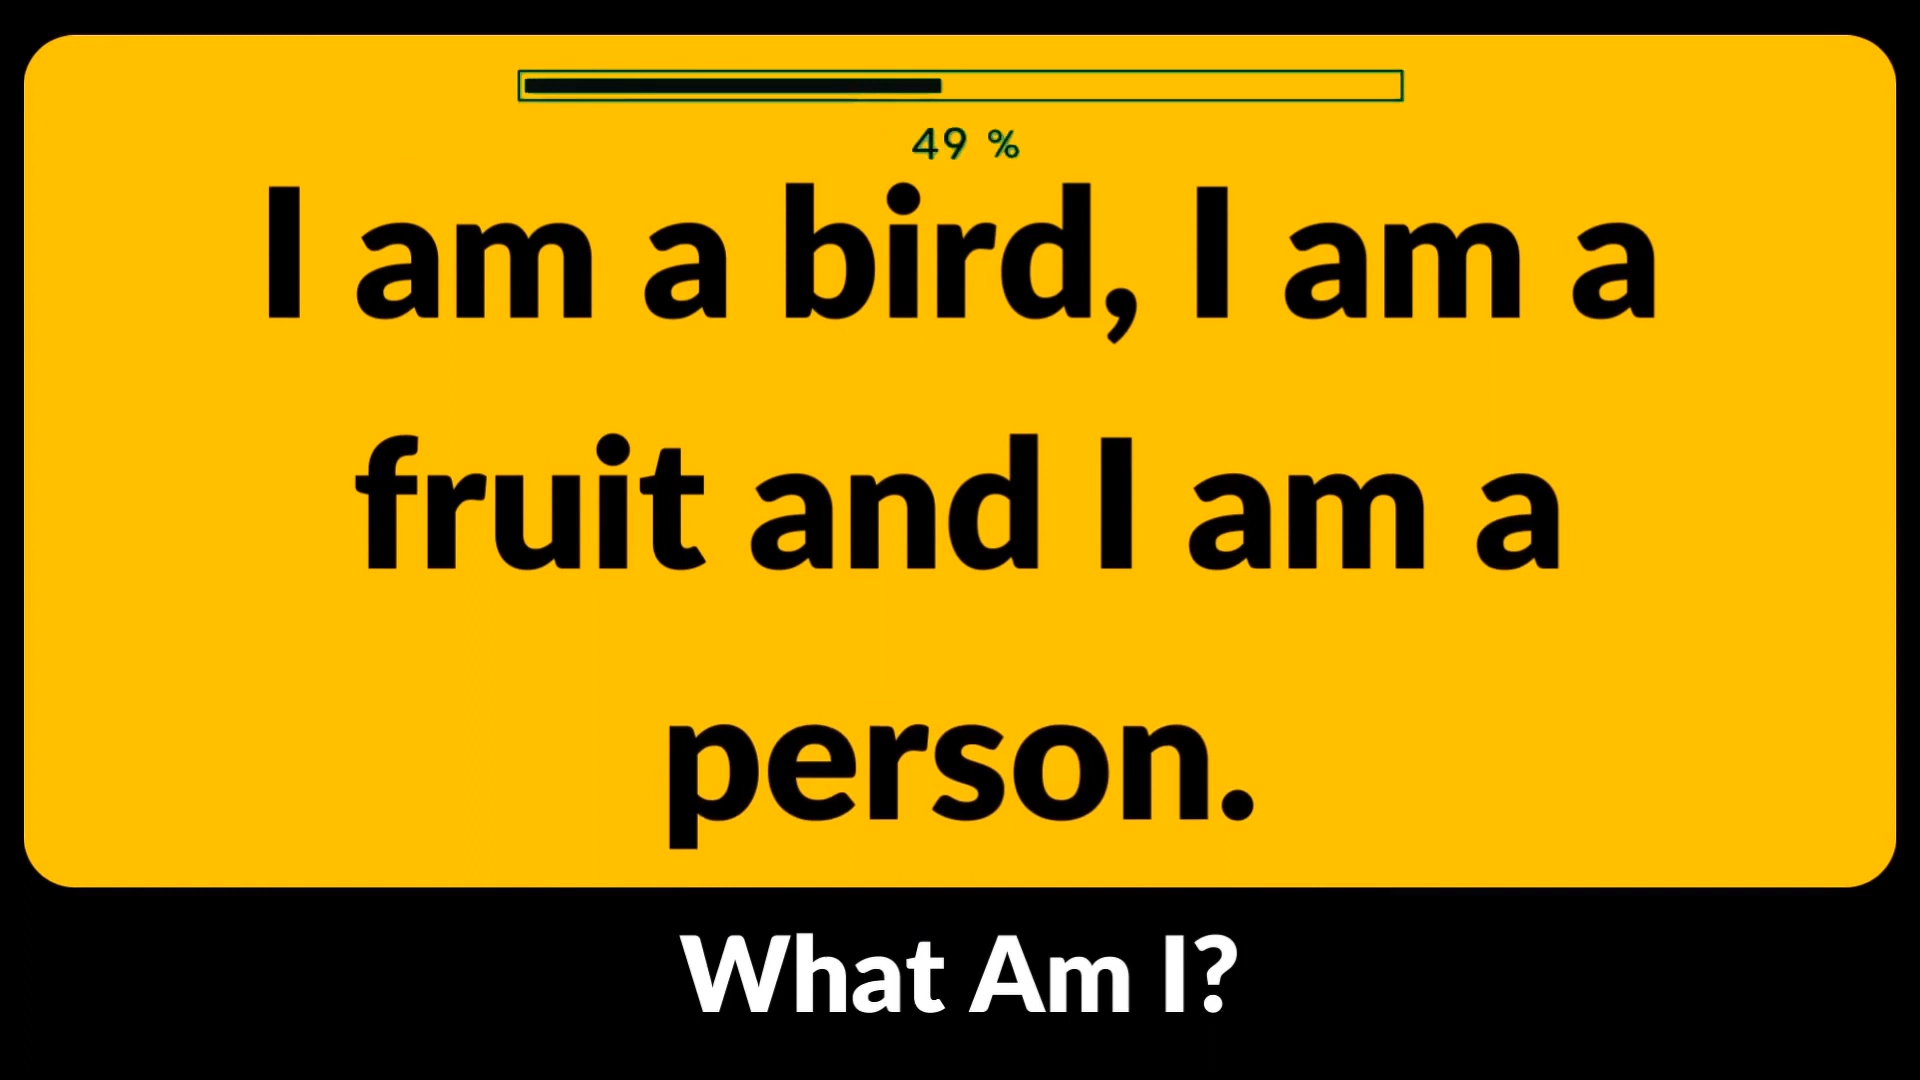 49 %
I am a bird, I am a
fruit and I am a
person.
What Am I?